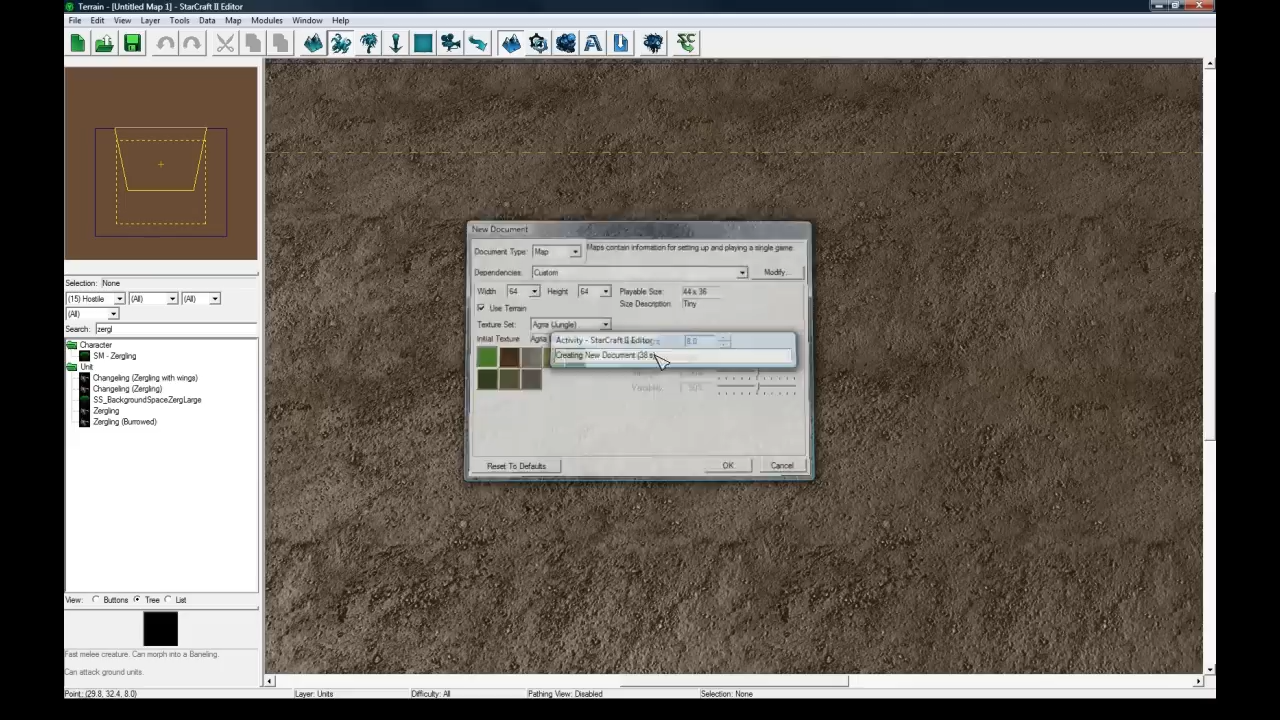 Terrain - [Untitled Map 1] - StarCraft II Editor
File Edit View Layer Tools Data Map Modules Window Help
Selection: None
(15) Hostile (All) (All)
(All)
Search: zergl
Character
SM - Zergling
Unit
Changeling (Zergling with wings)
Changeling (Zergling)
SS_BackgroundSpaceZergLarge
Zergling
Zergling (Burrowed)
View: Buttons Tree List
Fast melee creature. Can morph into a Baneling.
Can attack ground units.
New Document
Document Type: Map Maps contain information for setting up and playing a single game.
Dependencies: Custom Modify...
Width 64 Height 64 Playable Size: 44 x 36
Size Description: Tiny
Use Terrain
Texture Set: Agria (Jungle)
Initial Texture Agria
Activity - StarCraft II Editor 8.0
Creating New Document (38 s)
Reset To Defaults OK Cancel
Point: (29.8, 32.4, 8.0) Layer: Units Difficulty: All Pathing View: Disabled Selection: None